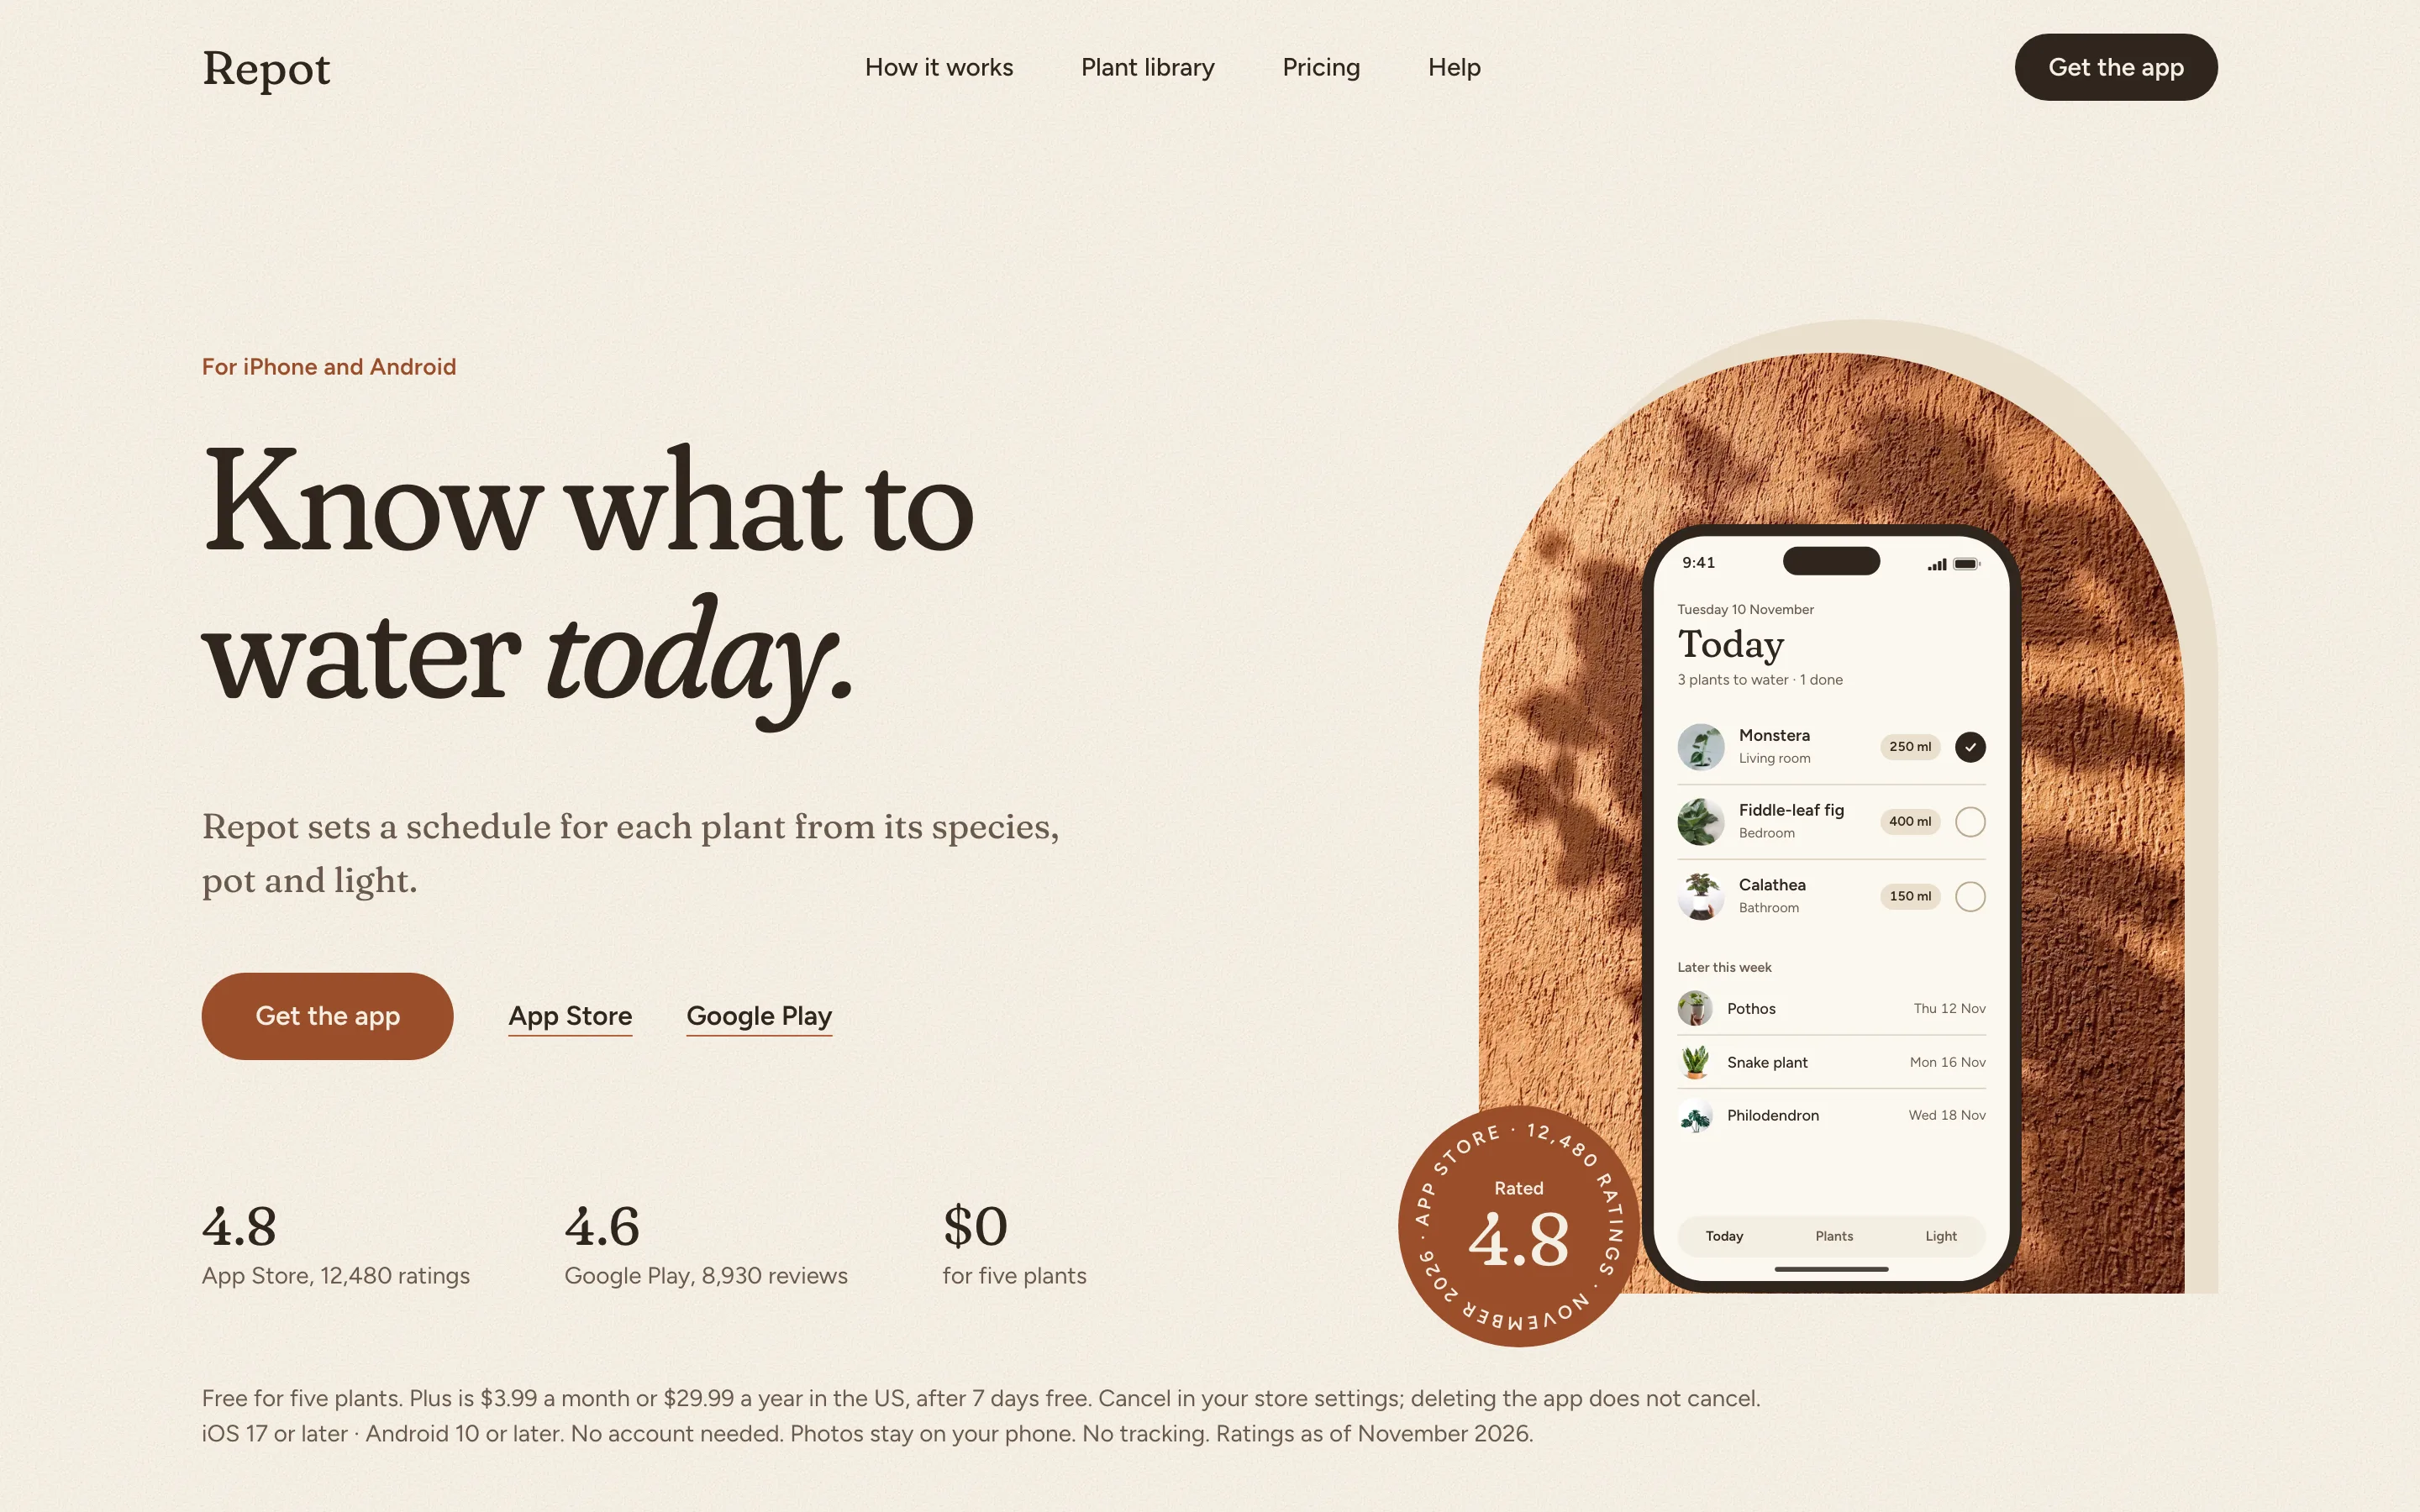 Repot
How it works
Plant library
Pricing
Help
Get the app
For iPhone and Android
Know what to
water today.
Repot sets a schedule for each plant from its species,
pot and light.
Get the app
App Store
Google Play
4.8
App Store, 12,480 ratings
4.6
Google Play, 8,930 reviews
$0
for five plants
9:41
Tuesday 10 November
Today
3 plants to water · 1 done
Monstera
Living room
250 ml
Fiddle-leaf fig
Bedroom
400 ml
Calathea
Bathroom
150 ml
Later this week
Pothos
Thu 12 Nov
Snake plant
Mon 16 Nov
Philodendron
Wed 18 Nov
Today
Plants
Light
APP STORE · 12,480 RATINGS · NOVEMBER 2026 ·
Rated
4.8
Free for five plants. Plus is $3.99 a month or $29.99 a year in the US, after 7 days free. Cancel in your store settings; deleting the app does not cancel.
iOS 17 or later · Android 10 or later. No account needed. Photos stay on your phone. No tracking. Ratings as of November 2026.